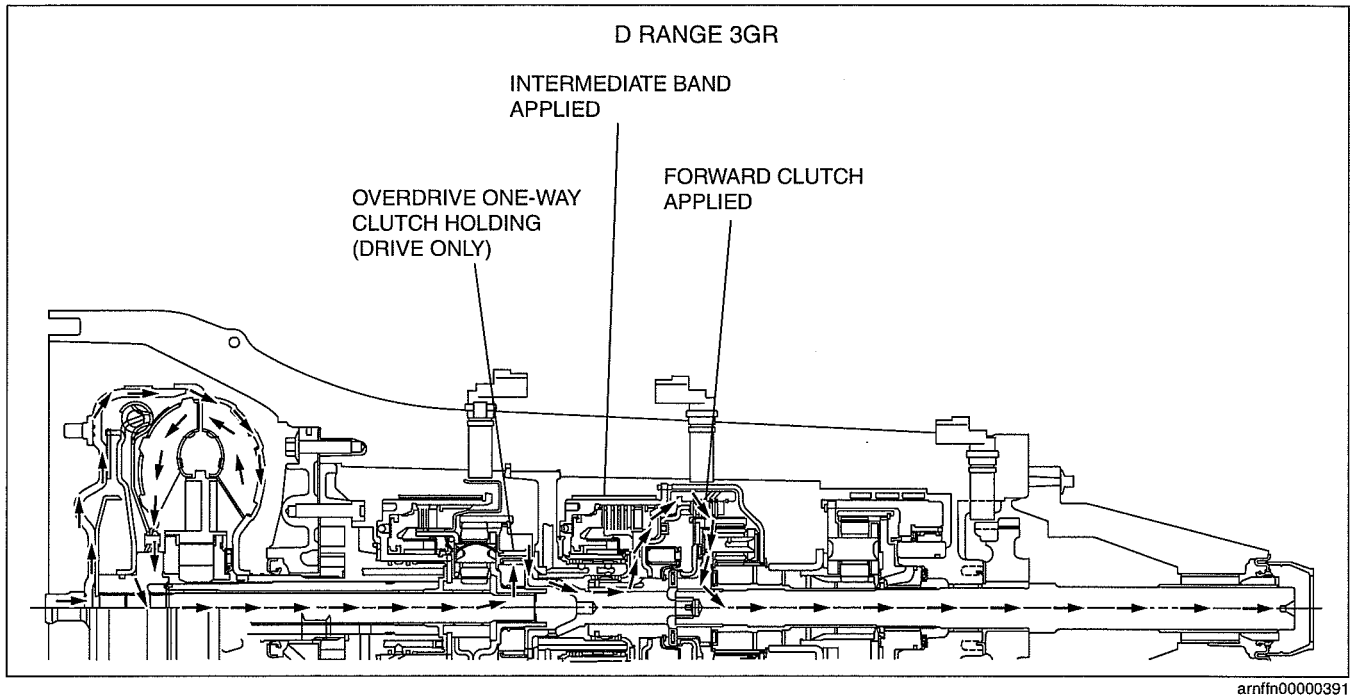 D RANGE 3GR
INTERMEDIATE BAND
APPLIED
FORWARD CLUTCH
APPLIED
OVERDRIVE ONE-WAY
CLUTCH HOLDING
(DRIVE ONLY)
arnffn00000391